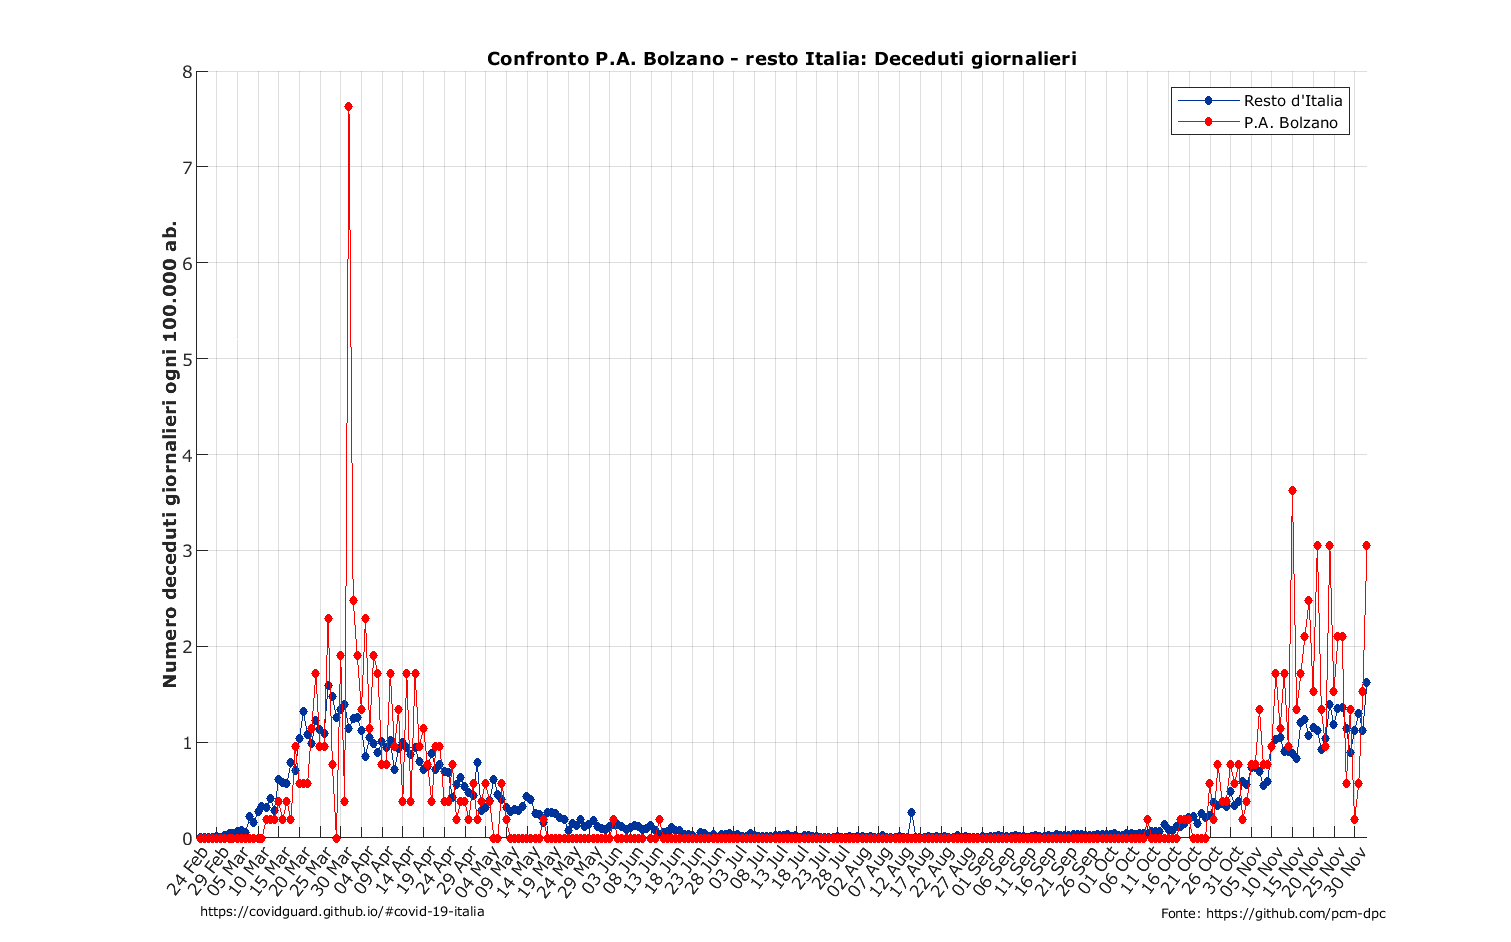 Confronto P.A. Bolzano - resto Italia: Deceduti giornalieri
Resto d'Italia
P.A. Bolzano
Numero deceduti giornalieri ogni 100.000 ab.
8
7
6
5
4
3
2
1
0
24 Feb
29 Feb
05 Mar
10 Mar
15 Mar
20 Mar
25 Mar
30 Mar
04 Apr
09 Apr
14 Apr
19 Apr
24 Apr
29 Apr
04 May
09 May
14 May
19 May
24 May
29 May
03 Jun
08 Jun
13 Jun
18 Jun
23 Jun
28 Jun
03 Jul
08 Jul
13 Jul
18 Jul
23 Jul
28 Jul
02 Aug
07 Aug
12 Aug
17 Aug
22 Aug
27 Aug
01 Sep
06 Sep
11 Sep
16 Sep
21 Sep
26 Sep
01 Oct
06 Oct
11 Oct
16 Oct
21 Oct
26 Oct
31 Oct
05 Nov
10 Nov
15 Nov
20 Nov
25 Nov
30 Nov
https://covidguard.github.io/#covid-19-italia
Fonte: https://github.com/pcm-dpc